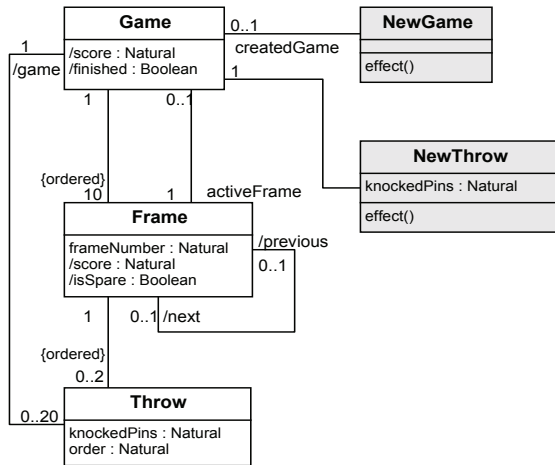 Game
/score : Natural
/finished : Boolean
NewGame
effect()
0..1
createdGame
1
1
/game
1
0..1
NewThrow
knockedPins : Natural
effect()
{ordered}
10
1
activeFrame
Frame
frameNumber : Natural
/score : Natural
/isSpare : Boolean
/previous
0..1
1
0..1
/next
{ordered}
0..2
0..20
Throw
knockedPins : Natural
order : Natural